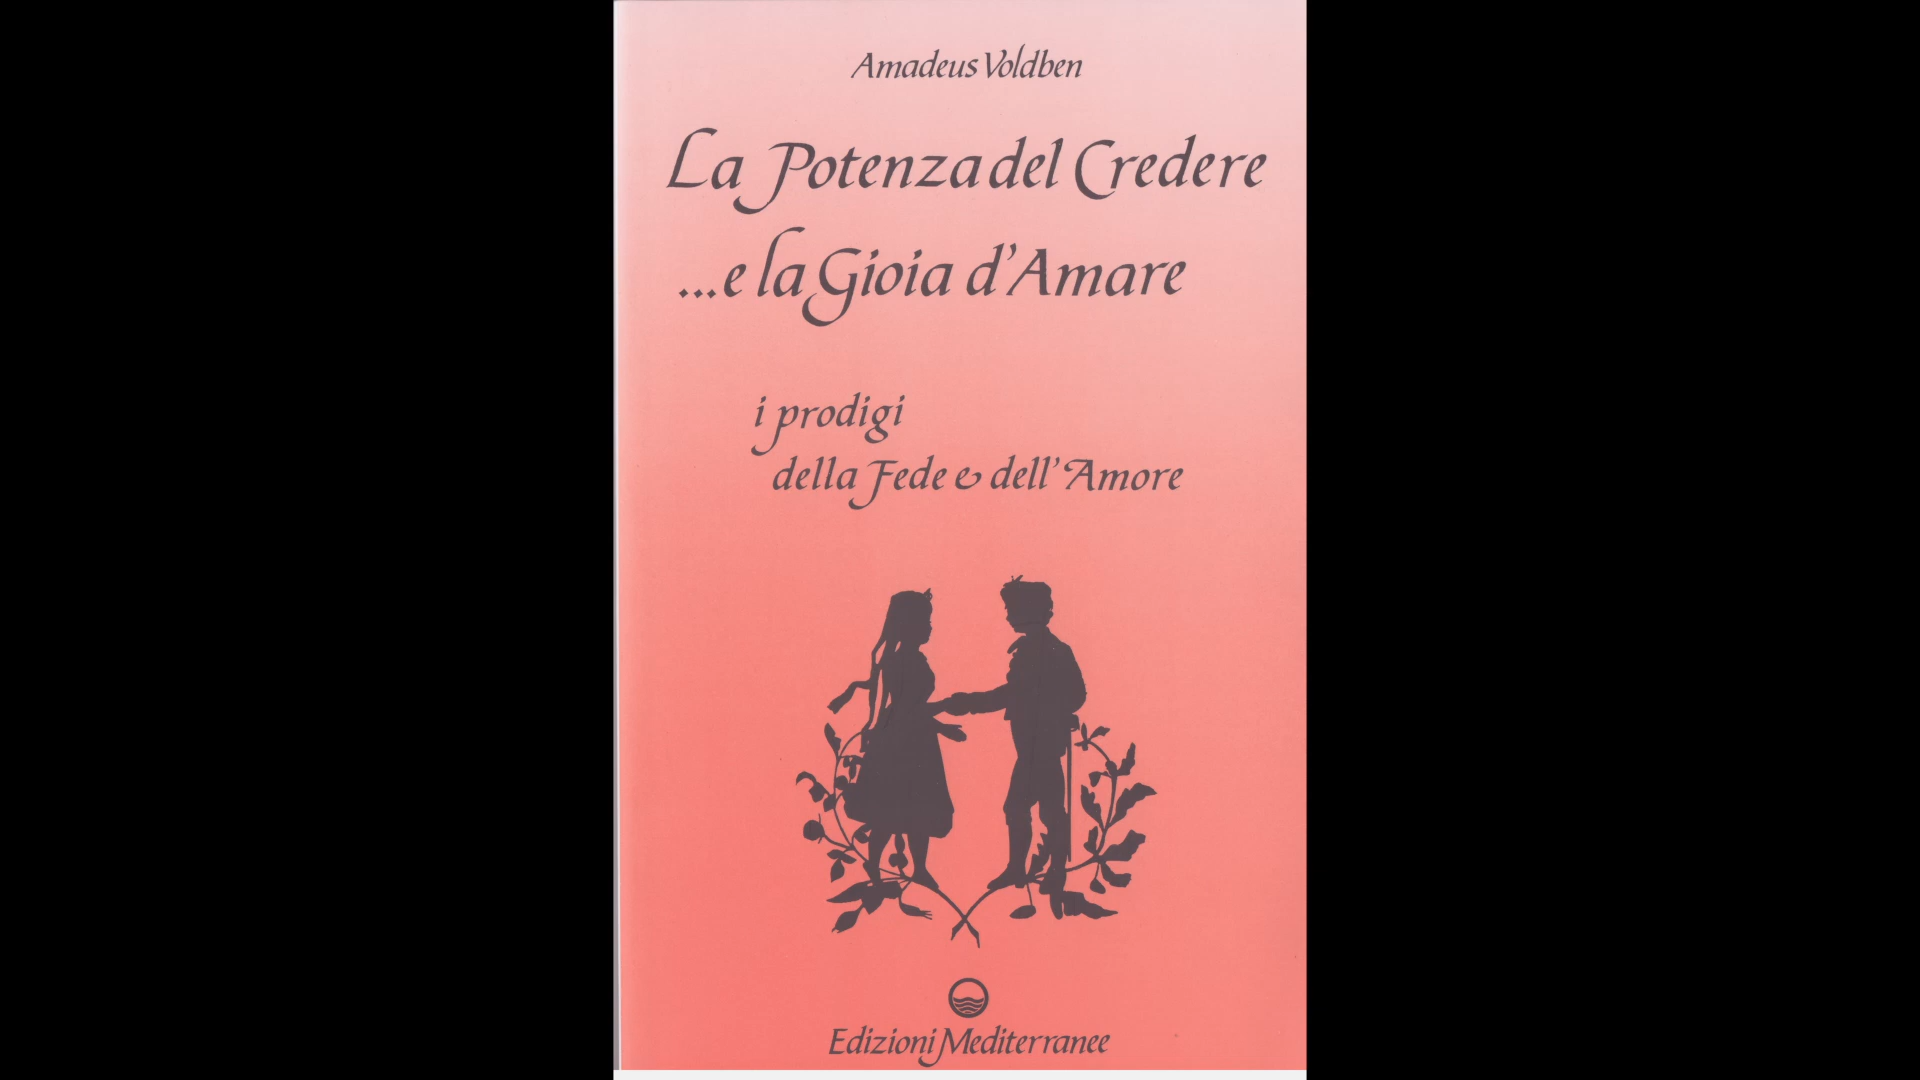 Amadeus Voldben
La Potenza del Credere
...e la Gioia d'Amare
i prodigi
della Fede e dell'Amore
Edizioni Mediterranee